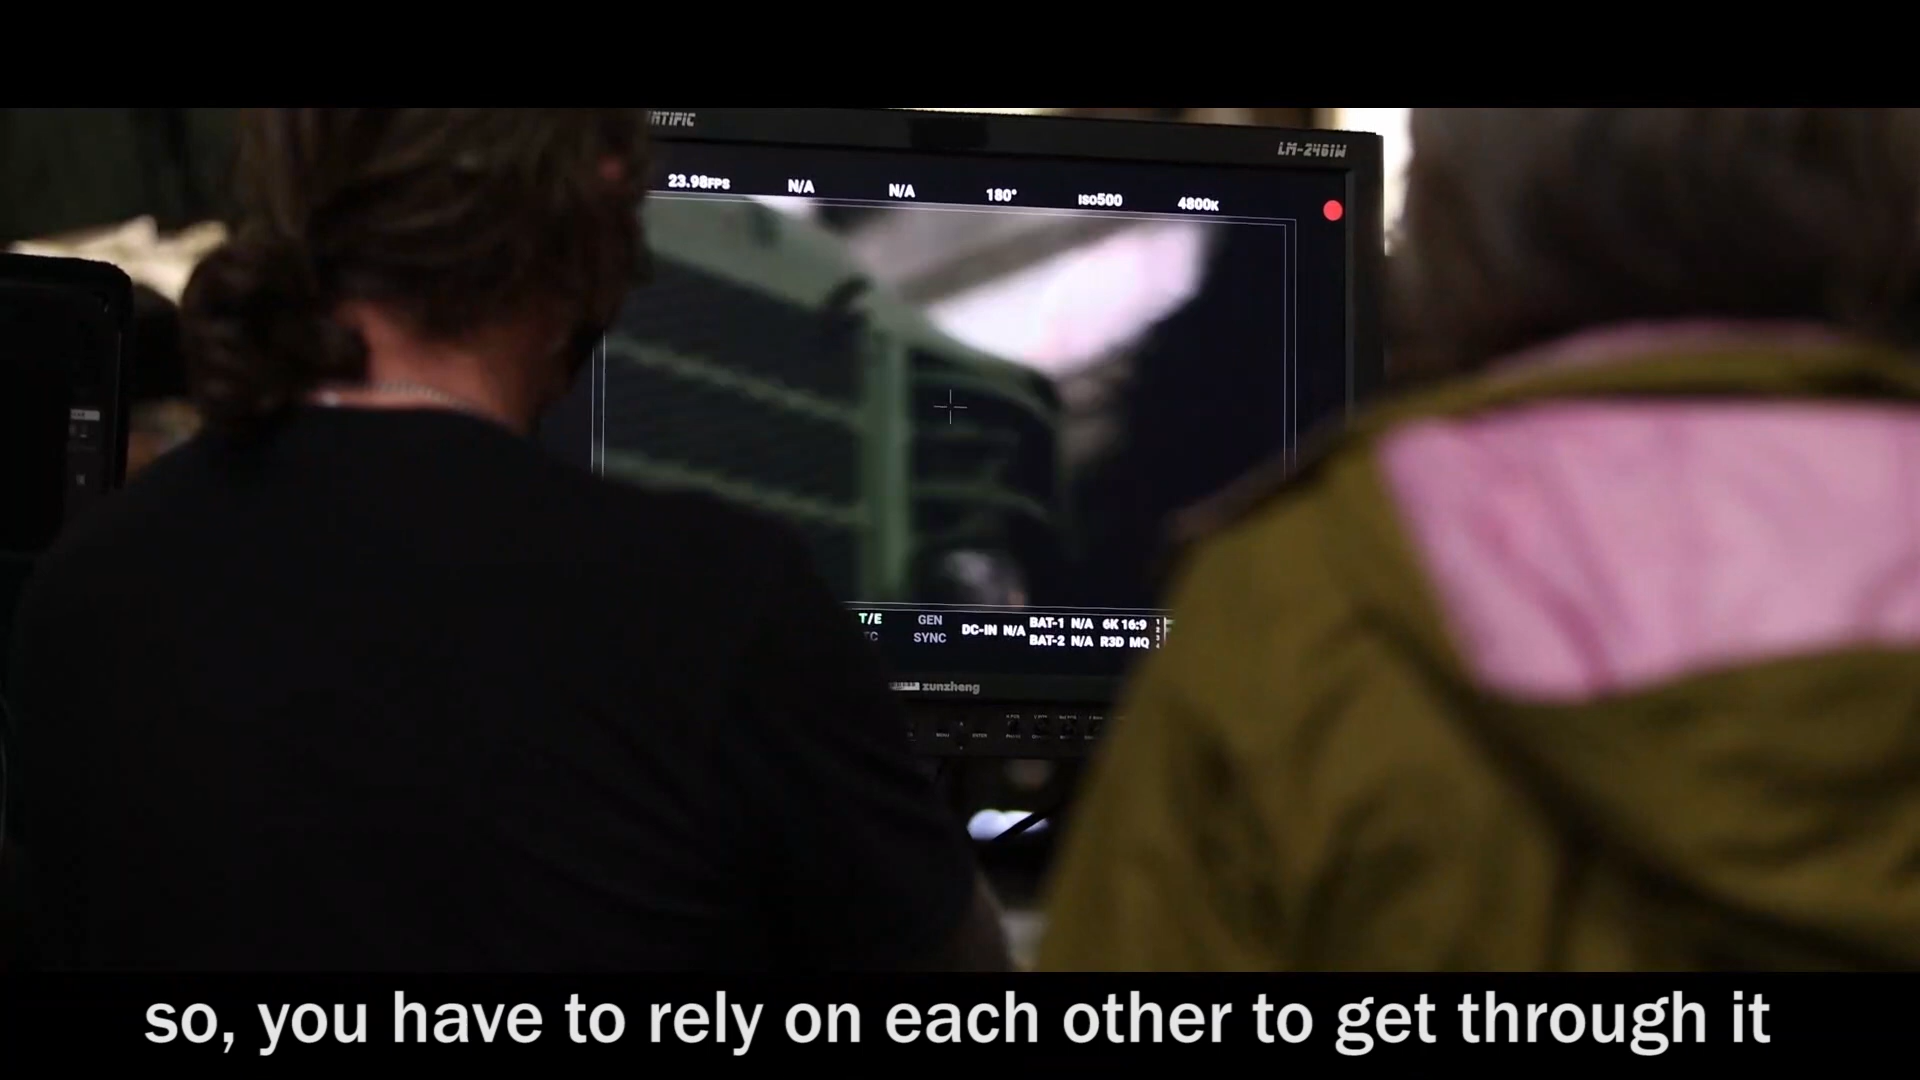 NTIFIC
LM-2461W
23.98FPS N/A N/A 180° ISO500 4800K
T/E GEN DC-IN N/A BAT-1 N/A 6K 16:9
TC SYNC BAT-2 N/A R3D MQ
zunzheng
so, you have to rely on each other to get through it